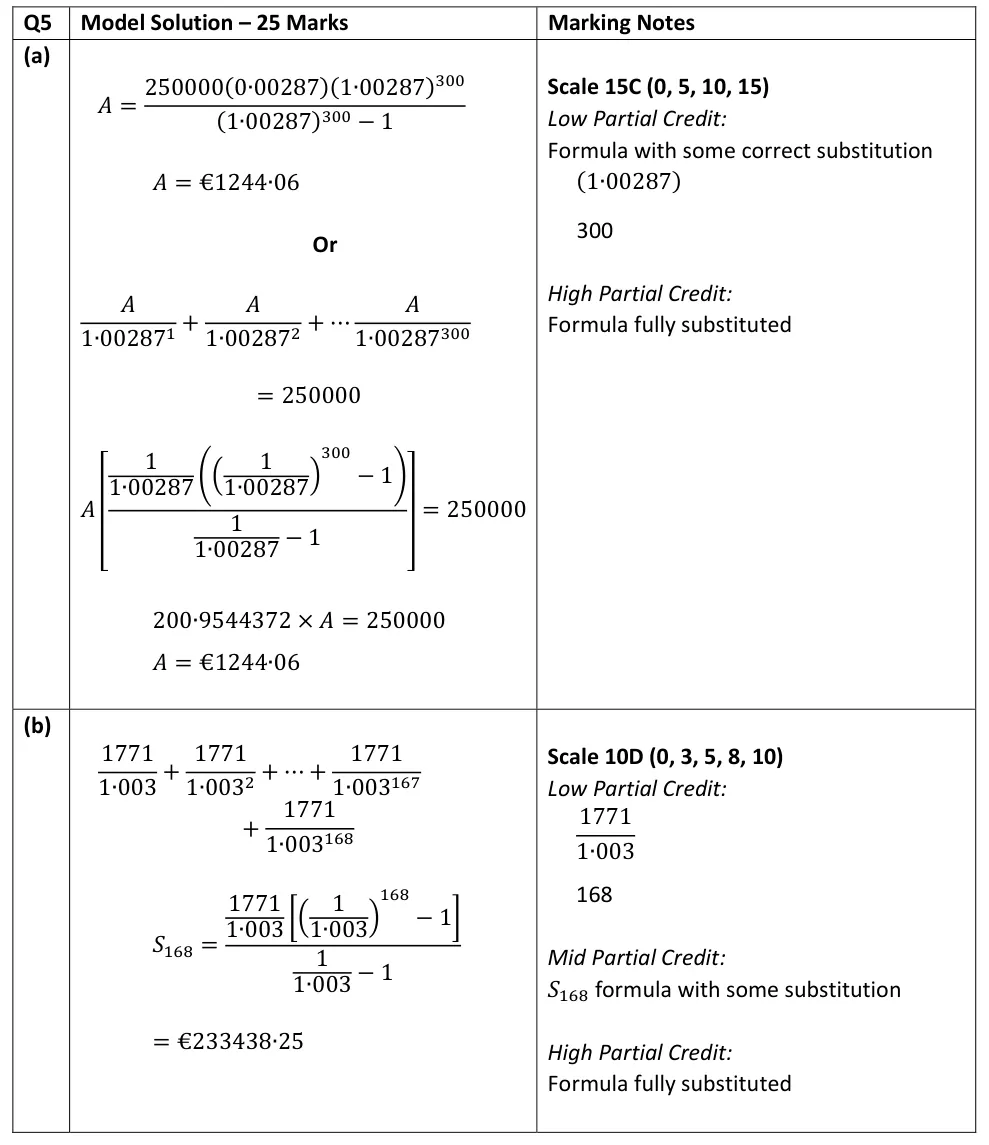 Q5 Model Solution – 25 Marks Marking Notes
(a)
A = 250000(0·00287)(1·00287)^300 / (1·00287)^300 − 1
A = €1244·06
Or
A/1·00287^1 + A/1·00287^2 + ⋯ A/1·00287^300
= 250000
A[1/1·00287((1/1·00287)^300 − 1) / 1/1·00287 − 1] = 250000
200·9544372 × A = 250000
A = €1244·06
Scale 15C (0, 5, 10, 15)
Low Partial Credit:
Formula with some correct substitution
(1·00287)
300
High Partial Credit:
Formula fully substituted
(b)
1771/1·003 + 1771/1·003^2 + ⋯ + 1771/1·003^167
+ 1771/1·003^168
S_168 = 1771/1·003[(1/1·003)^168 − 1] / 1/1·003 − 1
= €233438·25
Scale 10D (0, 3, 5, 8, 10)
Low Partial Credit:
1771/1·003
168
Mid Partial Credit:
S_168 formula with some substitution
High Partial Credit:
Formula fully substituted